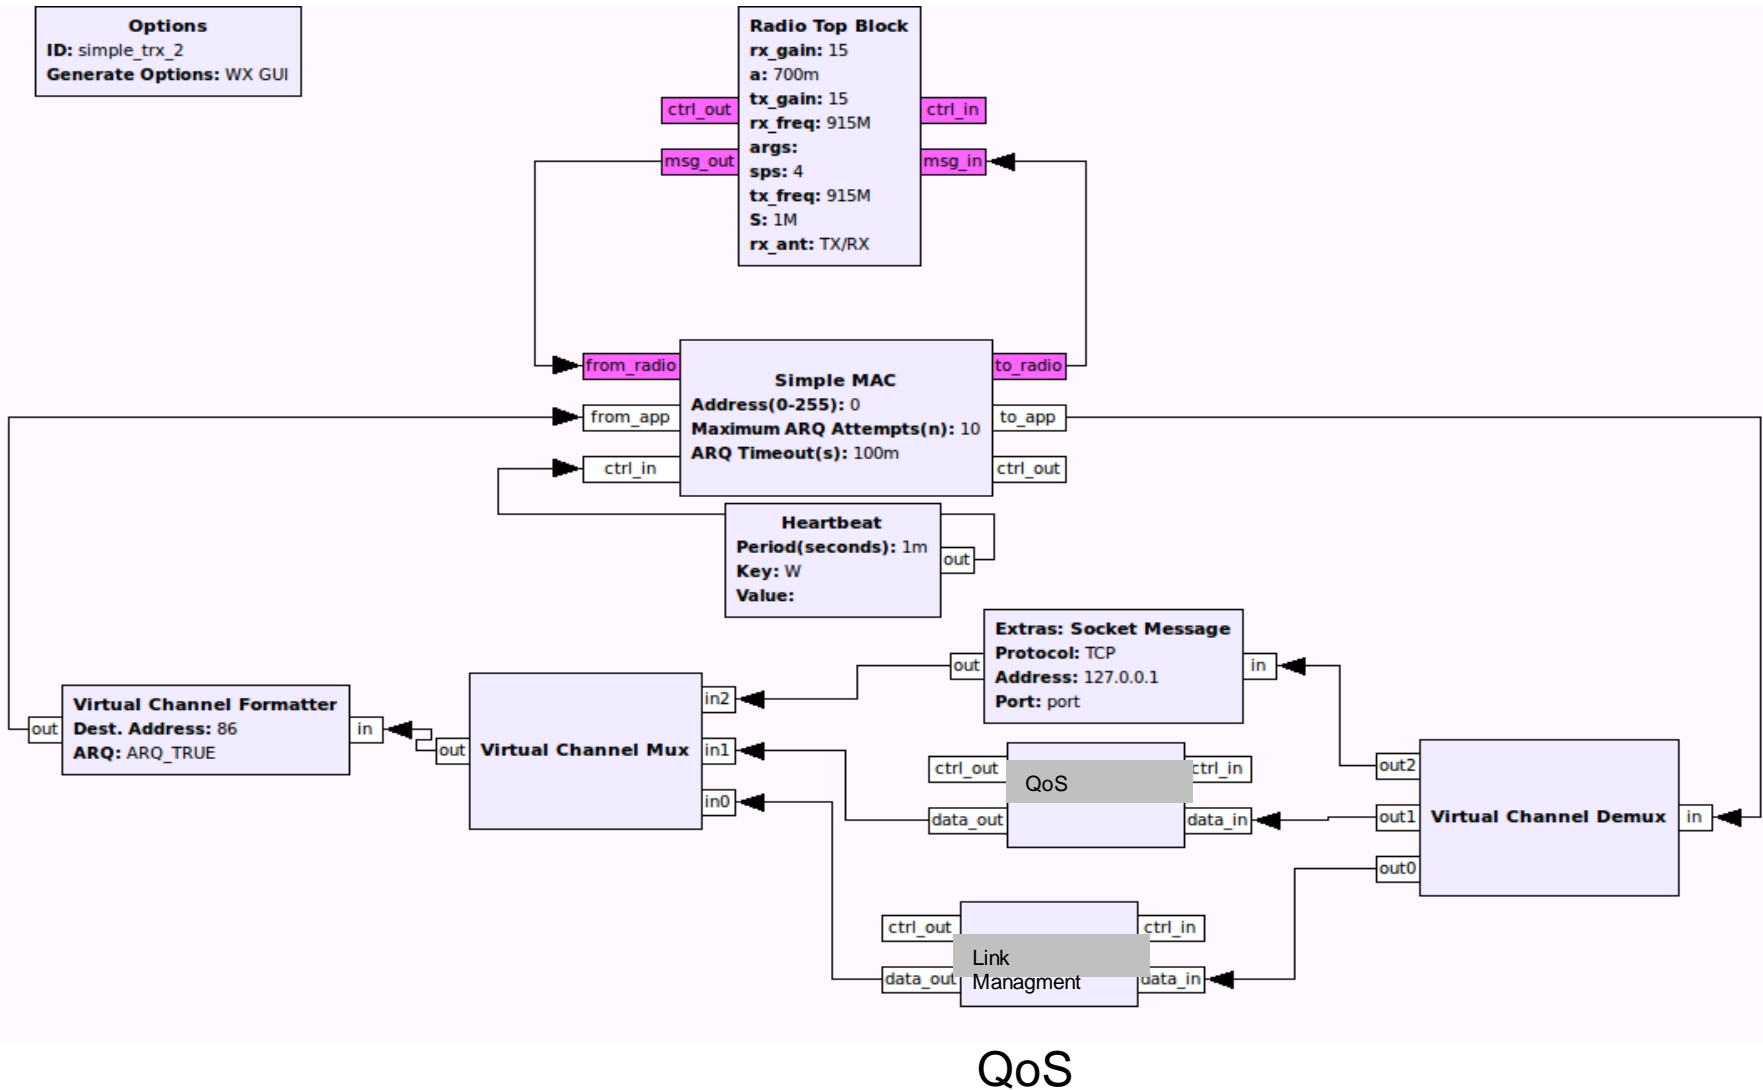 Options
ID: simple_trx_2
Generate Options: WX GUI
Radio Top Block
rx_gain: 15
a: 700m
tx_gain: 15
rx_freq: 915M
args:
sps: 4
tx_freq: 915M
S: 1M
rx_ant: TX/RX
ctrl_out
msg_out
ctrl_in
msg_in
from_radio
from_app
ctrl_in
Simple MAC
Address(0-255): 0
Maximum ARQ Attempts(n): 10
ARQ Timeout(s): 100m
to_radio
to_app
ctrl_out
Heartbeat
Period(seconds): 1m
Key: W
Value:
out
Extras: Socket Message
Protocol: TCP
Address: 127.0.0.1
Port: port
out
in
out
Virtual Channel Formatter
Dest. Address: 86
ARQ: ARQ_TRUE
in
out
Virtual Channel Mux
in2
in1
in0
ctrl_out
data_out
QoS
ctrl_in
data_in
out2
out1
out0
Virtual Channel Demux
in
ctrl_out
data_out
Link
Managment
ctrl_in
data_in
QoS